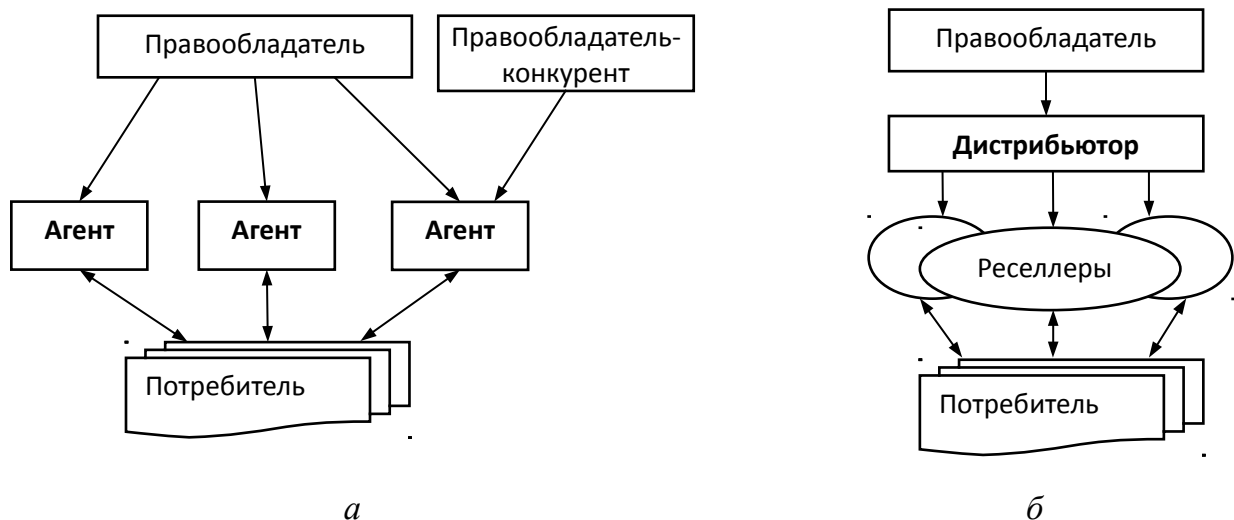 Правообладатель
Правообладатель-
конкурент
Агент
Агент
Агент
Потребитель
а
Правообладатель
Дистрибьютор
Реселлеры
Потребитель
б